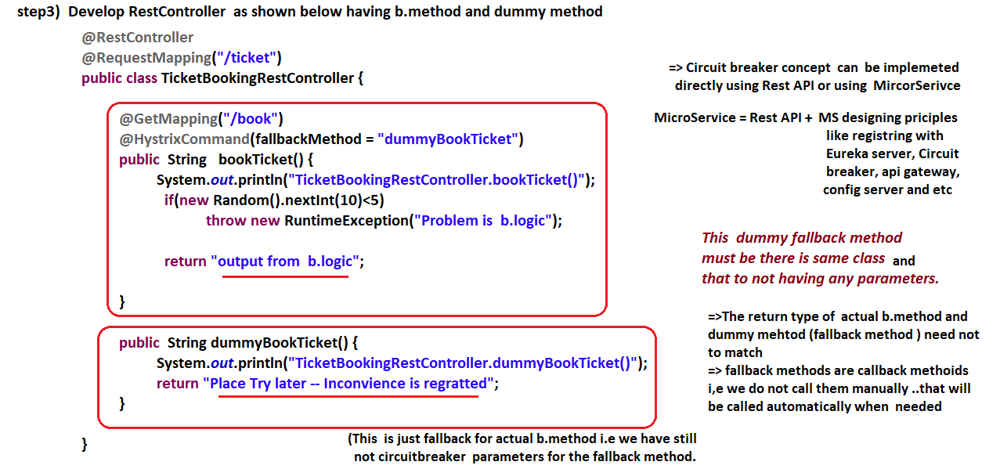 step3)  Develop RestController  as shown below having b.method and dummy method
@RestController
@RequestMapping("/ticket")
public class TicketBookingRestController {
@GetMapping("/book")
@HystrixCommand(fallbackMethod = "dummyBookTicket")
public  String   bookTicket() {
System.out.println("TicketBookingRestController.bookTicket()");
if(new Random().nextInt(10)<5)
throw new RuntimeException("Problem is  b.logic");
return "output from  b.logic";
}
public  String dummyBookTicket() {
System.out.println("TicketBookingRestController.dummyBookTicket()");
return "Place Try later -- Inconvience is regratted";
}
}
(This  is just fallback for actual b.method i.e we have still
not circuitbreaker  parameters for the fallback method.
=> Circuit breaker concept  can  be implemeted
directly using Rest API or using  MircorSerivce
MicroService = Rest API +  MS designing priciples
like registring with
Eureka server, Circuit
breaker, api gateway,
config server and etc
This  dummy fallback method
must be there is same class  and
that to not having any parameters.
=>The return type of  actual b.method and
dummy mehtod (fallback method ) need not
to match
=> fallback methods are callback methoids
i,e we do not call them manually ..that will
be called automatically when  needed